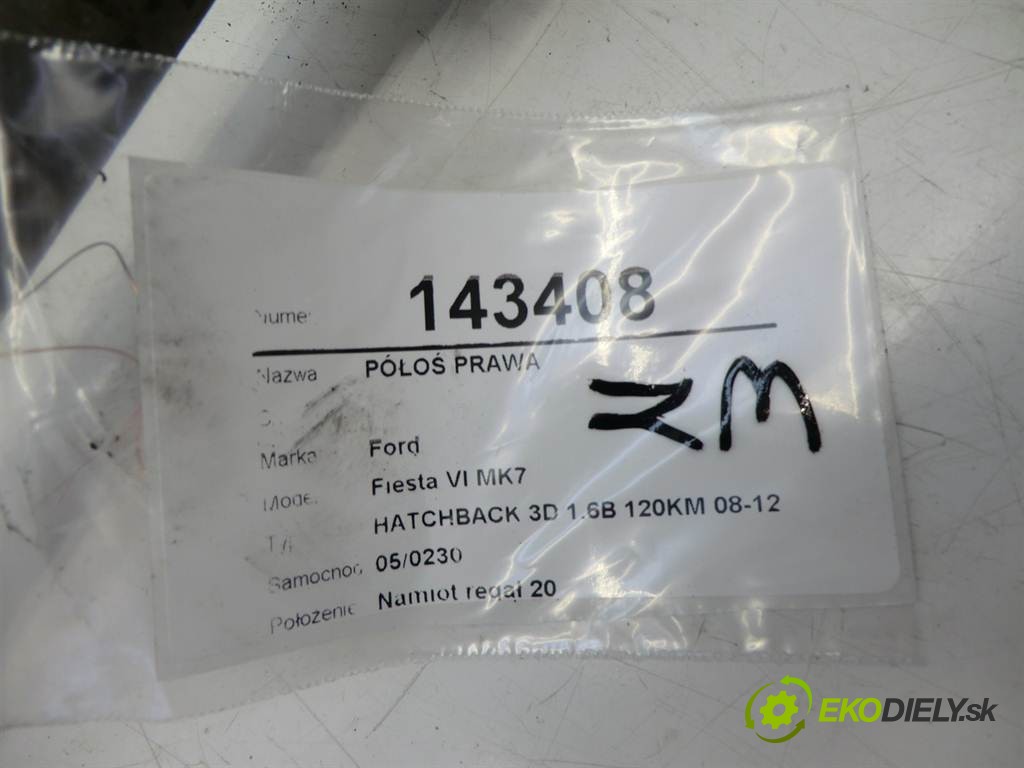 Numer 143408
Nazwa PÓŁOŚ PRAWA
Marka Ford
Model Fiesta VI MK7
HATCHBACK 3D 1.6B 120KM 08-12
Samochód 05/0230
Położenie Namiot regał 20
ZM
EKODIELY.sk